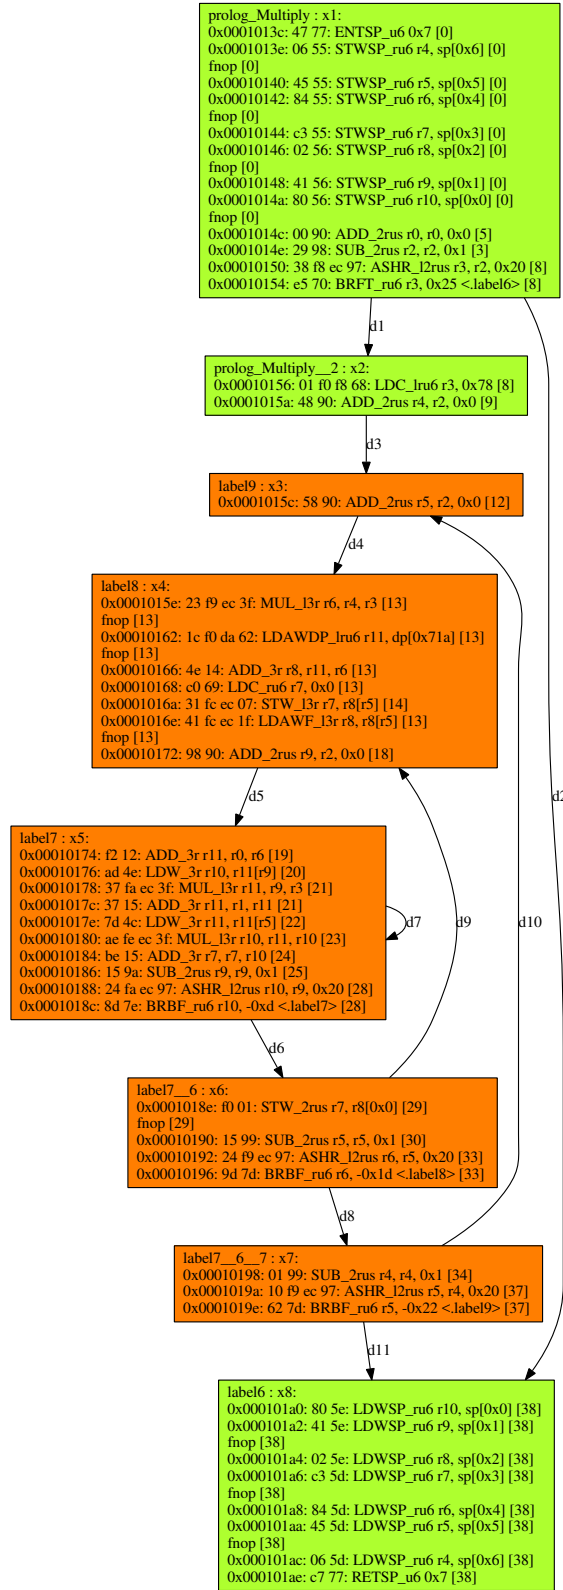 prolog_Multiply : x1:
0x0001013c: 47 77: ENTSP_u6 0x7 [0]
0x0001013e: 06 55: STWSP_ru6 r4, sp[0x6] [0]
fnop [0]
0x00010140: 45 55: STWSP_ru6 r5, sp[0x5] [0]
0x00010142: 84 55: STWSP_ru6 r6, sp[0x4] [0]
fnop [0]
0x00010144: c3 55: STWSP_ru6 r7, sp[0x3] [0]
0x00010146: 02 56: STWSP_ru6 r8, sp[0x2] [0]
fnop [0]
0x00010148: 41 56: STWSP_ru6 r9, sp[0x1] [0]
0x0001014a: 80 56: STWSP_ru6 r10, sp[0x0] [0]
fnop [0]
0x0001014c: 00 90: ADD_2rus r0, r0, 0x0 [5]
0x0001014e: 29 98: SUB_2rus r2, r2, 0x1 [3]
0x00010150: 38 f8 ec 97: ASHR_l2rus r3, r2, 0x20 [8]
0x00010154: e5 70: BRFT_ru6 r3, 0x25 <.label6> [8]
d1
prolog_Multiply__2 : x2:
0x00010156: 01 f0 f8 68: LDC_lru6 r3, 0x78 [8]
0x0001015a: 48 90: ADD_2rus r4, r2, 0x0 [9]
d3
label9 : x3:
0x0001015c: 58 90: ADD_2rus r5, r2, 0x0 [12]
d4
label8 : x4:
0x0001015e: 23 f9 ec 3f: MUL_l3r r6, r4, r3 [13]
fnop [13]
0x00010162: 1c f0 da 62: LDAWDP_lru6 r11, dp[0x71a] [13]
fnop [13]
0x00010166: 4e 14: ADD_3r r8, r11, r6 [13]
0x00010168: c0 69: LDC_ru6 r7, 0x0 [13]
0x0001016a: 31 fc ec 07: STW_l3r r7, r8[r5] [14]
0x0001016e: 41 fc ec 1f: LDAWF_l3r r8, r8[r5] [13]
fnop [13]
0x00010172: 98 90: ADD_2rus r9, r2, 0x0 [18]
d5
d2
label7 : x5:
0x00010174: f2 12: ADD_3r r11, r0, r6 [19]
0x00010176: ad 4e: LDW_3r r10, r11[r9] [20]
0x00010178: 37 fa ec 3f: MUL_l3r r11, r9, r3 [21]
0x0001017c: 37 15: ADD_3r r11, r1, r11 [21]
0x0001017e: 7d 4c: LDW_3r r11, r11[r5] [22]
0x00010180: ae fe ec 3f: MUL_l3r r10, r11, r10 [23]
0x00010184: be 15: ADD_3r r7, r7, r10 [24]
0x00010186: 15 9a: SUB_2rus r9, r9, 0x1 [25]
0x00010188: 24 fa ec 97: ASHR_l2rus r10, r9, 0x20 [28]
0x0001018c: 8d 7e: BRBF_ru6 r10, -0xd <.label7> [28]
d7
d9
d10
d6
label7__6 : x6:
0x0001018e: f0 01: STW_2rus r7, r8[0x0] [29]
fnop [29]
0x00010190: 15 99: SUB_2rus r5, r5, 0x1 [30]
0x00010192: 24 f9 ec 97: ASHR_l2rus r6, r5, 0x20 [33]
0x00010196: 9d 7d: BRBF_ru6 r6, -0x1d <.label8> [33]
d8
label7__6__7 : x7:
0x00010198: 01 99: SUB_2rus r4, r4, 0x1 [34]
0x0001019a: 10 f9 ec 97: ASHR_l2rus r5, r4, 0x20 [37]
0x0001019e: 62 7d: BRBF_ru6 r5, -0x22 <.label9> [37]
d11
label6 : x8:
0x000101a0: 80 5e: LDWSP_ru6 r10, sp[0x0] [38]
0x000101a2: 41 5e: LDWSP_ru6 r9, sp[0x1] [38]
fnop [38]
0x000101a4: 02 5e: LDWSP_ru6 r8, sp[0x2] [38]
0x000101a6: c3 5d: LDWSP_ru6 r7, sp[0x3] [38]
fnop [38]
0x000101a8: 84 5d: LDWSP_ru6 r6, sp[0x4] [38]
0x000101aa: 45 5d: LDWSP_ru6 r5, sp[0x5] [38]
fnop [38]
0x000101ac: 06 5d: LDWSP_ru6 r4, sp[0x6] [38]
0x000101ae: c7 77: RETSP_u6 0x7 [38]